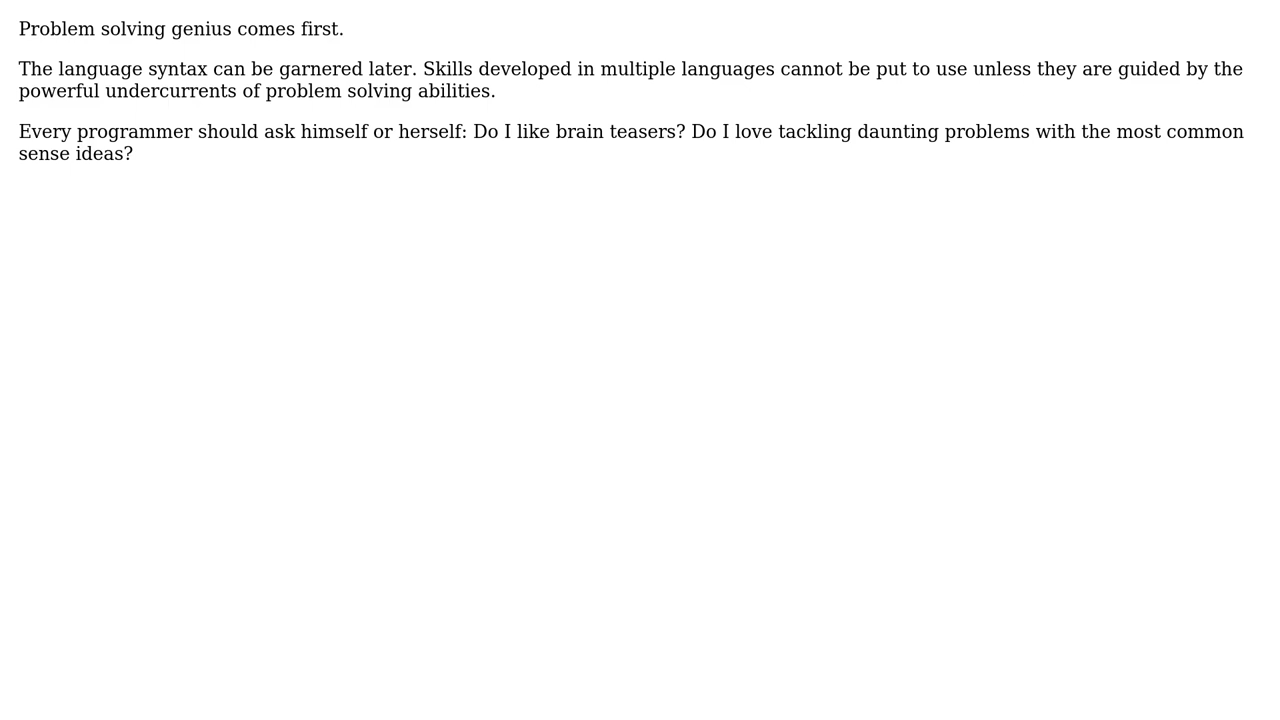 Problem solving genius comes first.
The language syntax can be garnered later. Skills developed in multiple languages cannot be put to use unless they are guided by the
powerful undercurrents of problem solving abilities.
Every programmer should ask himself or herself: Do I like brain teasers? Do I love tackling daunting problems with the most common
sense ideas?